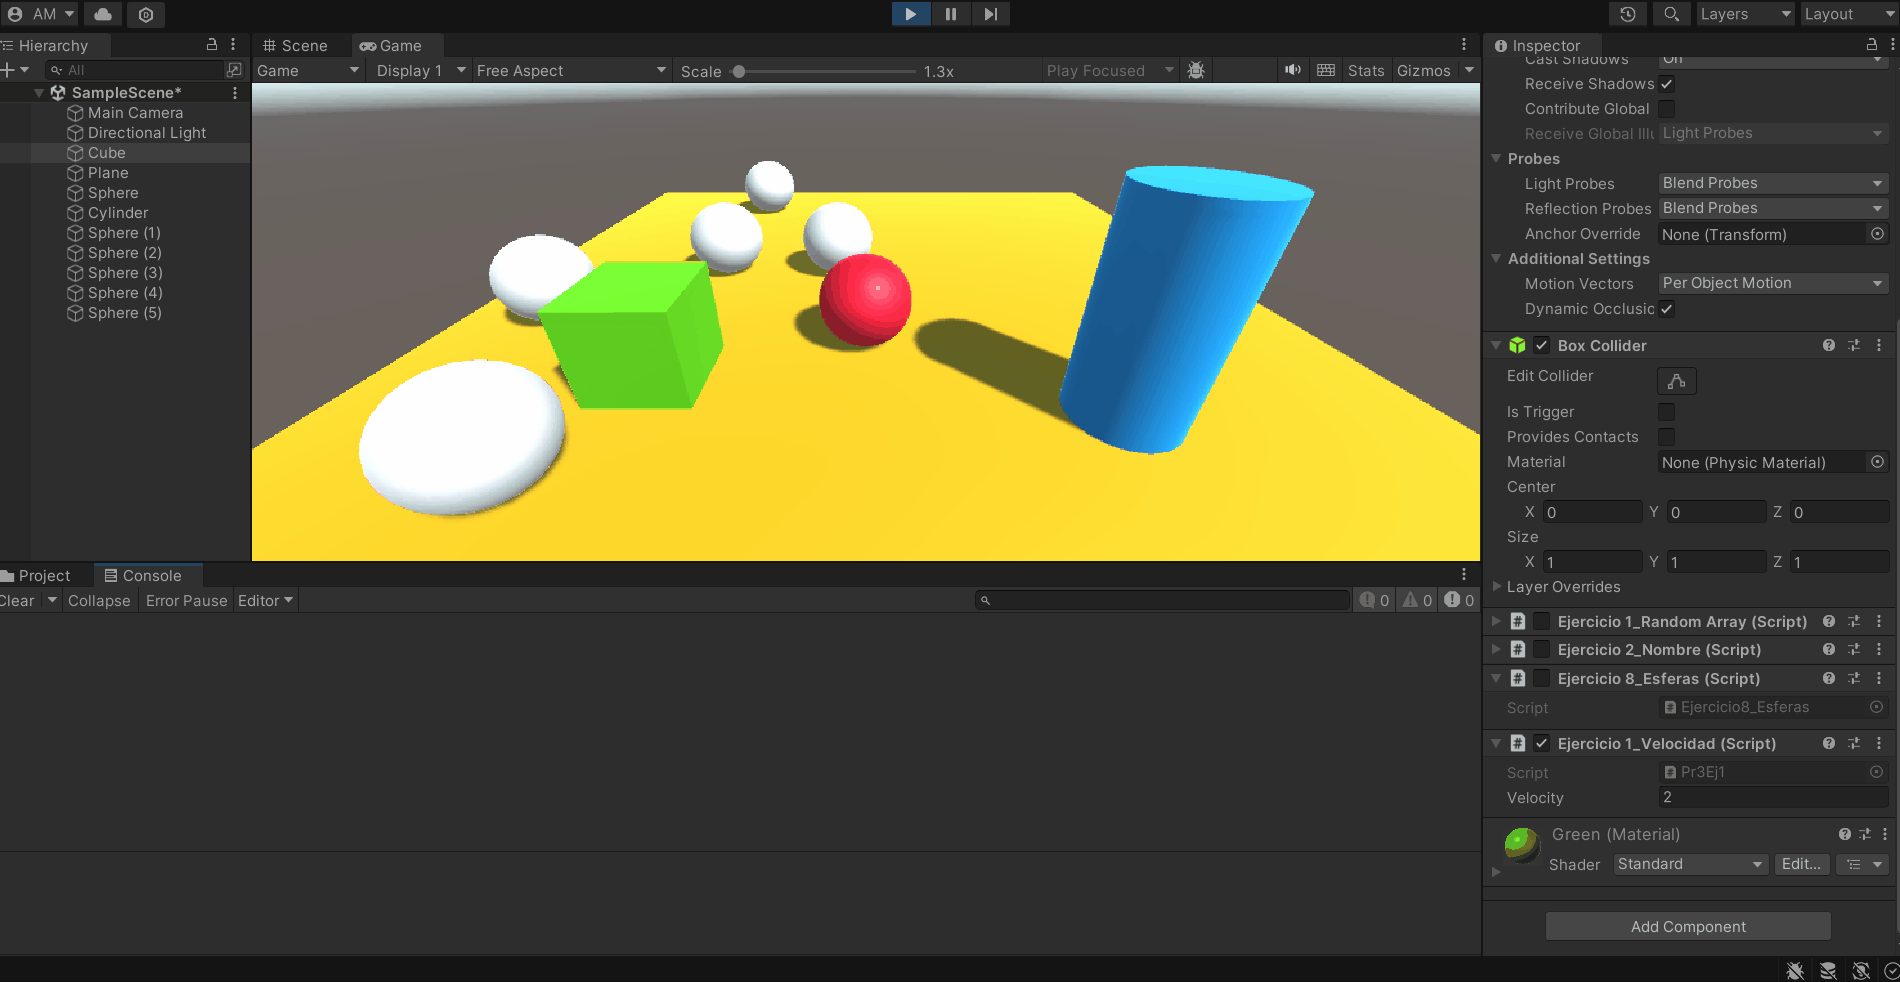 AM
Layers
Layout
Hierarchy
All
SampleScene*
Main Camera
Directional Light
Cube
Plane
Sphere
Cylinder
Sphere (1)
Sphere (2)
Sphere (3)
Sphere (4)
Sphere (5)
Scene
Game
Game
Display 1
Free Aspect
Scale
1.3x
Play Focused
Stats
Gizmos
Project
Console
Clear
Collapse
Error Pause
Editor
0
0
0
Inspector
Cast Shadows
On
Receive Shadows
Contribute Global
Receive Global Illu
Light Probes
Probes
Light Probes
Blend Probes
Reflection Probes
Blend Probes
Anchor Override
None (Transform)
Additional Settings
Motion Vectors
Per Object Motion
Dynamic Occlusio
Box Collider
Edit Collider
Is Trigger
Provides Contacts
Material
None (Physic Material)
Center
X 0 Y 0 Z 0
Size
X 1 Y 1 Z 1
Layer Overrides
# Ejercicio 1_Random Array (Script)
# Ejercicio 2_Nombre (Script)
# Ejercicio 8_Esferas (Script)
Script
Ejercicio8_Esferas
# Ejercicio 1_Velocidad (Script)
Script
Pr3Ej1
Velocity
2
Green (Material)
Shader
Standard
Edit...
Add Component